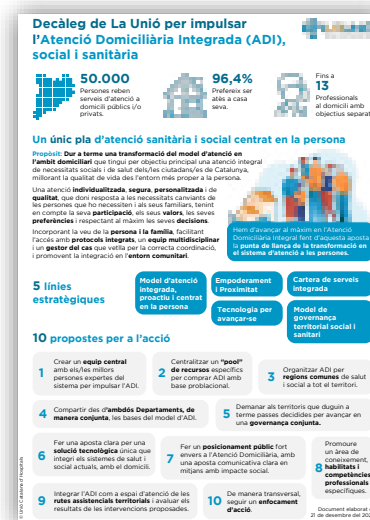 Decàleg de La Unió per impulsar
l'Atenció Domiciliària Integrada (ADI),
social i sanitària
50.000
Persones reben
serveis d'atenció a
domicili públics i/o
privats.
96,4%
Prefereix ser
atès a casa
seva.
Fins a
13
Professionals
al domicili amb
objectius separats
Un únic pla d'atenció sanitària i social centrat en la persona
Propòsit: Dur a terme una transformació del model d'atenció en
l'àmbit domiciliari que tingui per objectiu principal una atenció integral
de necessitats socials i de salut dels/les ciutadans/es de Catalunya,
millorant la qualitat de vida des l'entorn més proper a la persona.
Una atenció individualitzada, segura, personalitzada i de
qualitat, que doni resposta a les necessitats canviants de
les persones que ho necessiten i als seus familiars, tenint
en compte la seva participació, els seus valors, les seves
preferències i respectant al màxim les seves decisions.
Incorporant la veu de la persona i la família, facilitant
l'accés amb protocols integrats, un equip multidisciplinar
i un gestor del cas que vetlli per la correcta coordinació,
i promovent la integració en l'entorn comunitari.
Hem d'avançar al màxim en l'Atenció
Domiciliària Integral fent d'aquesta aposta
la punta de llança de la transformació en
el sistema d'atenció a les persones.
5 línies
estratègiques
Model d'atenció
integrada,
proactiu i centrat
en la persona
Empoderament
i Proximitat
Cartera de serveis
integrada
Tecnologia per
avançar-se
Model de
governança
territorial social i
sanitari
10 propostes per a l'acció
1 Crear un equip central
amb els/les millors
persones expertes del
sistema per impulsar l'ADI.
2 Centralitzar un "pool"
de recursos específics
per comprar ADI amb
base poblacional.
3 Organitzar ADI per
regions comunes de salut
i social a tot el territori.
4 Compartir des d'ambdós Departaments, de
manera conjunta, les bases del model d'ADI.
5 Demanar als territoris que duguin a
terme passes decidides per avançar en
una governança conjunta.
6 Fer una aposta clara per una
solució tecnològica única que
integri els sistemes de salut i
social actuals, amb el domicili.
7 Fer un posicionament públic fort
envers a l'Atenció Domiciliària, amb
una aposta comunicativa clara en
mitjans amb impacte social.
8 Promoure
un àrea de
coneixement,
habilitats i
competències
professionals
específiques.
9 Integrar l'ADI com a espai d'atenció de les
rutes assistencials territorials i avaluar els
resultats de les intervencions proposades.
10 De manera transversal,
seguir un enfocament
d'acció.
Document elaborat
21 de desembre del
© Unió Catalana d'Hospitals